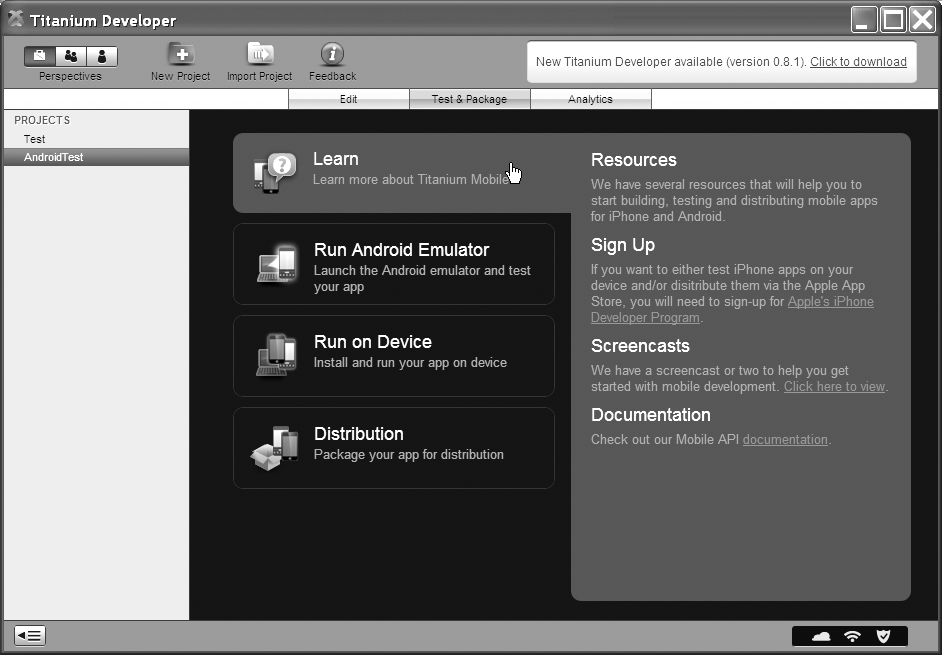 Titanium Developer
Perspectives
New Project
Import Project
Feedback
New Titanium Developer available (version 0.8.1). Click to download
Edit
Test & Package
Analytics
PROJECTS
Test
AndroidTest
Learn
Learn more about Titanium Mobile
Run Android Emulator
Launch the Android emulator and test
your app
Run on Device
Install and run your app on device
Distribution
Package your app for distribution
Resources
We have several resources that will help you to
start building, testing and distributing mobile apps
for iPhone and Android.
Sign Up
If you want to either test iPhone apps on your
device and/or disitribute them via the Apple App
Store, you will need to sign-up for Apple's iPhone
Developer Program.
Screencasts
We have a screencast or two to help you get
started with mobile development. Click here to view.
Documentation
Check out our Mobile API documentation.